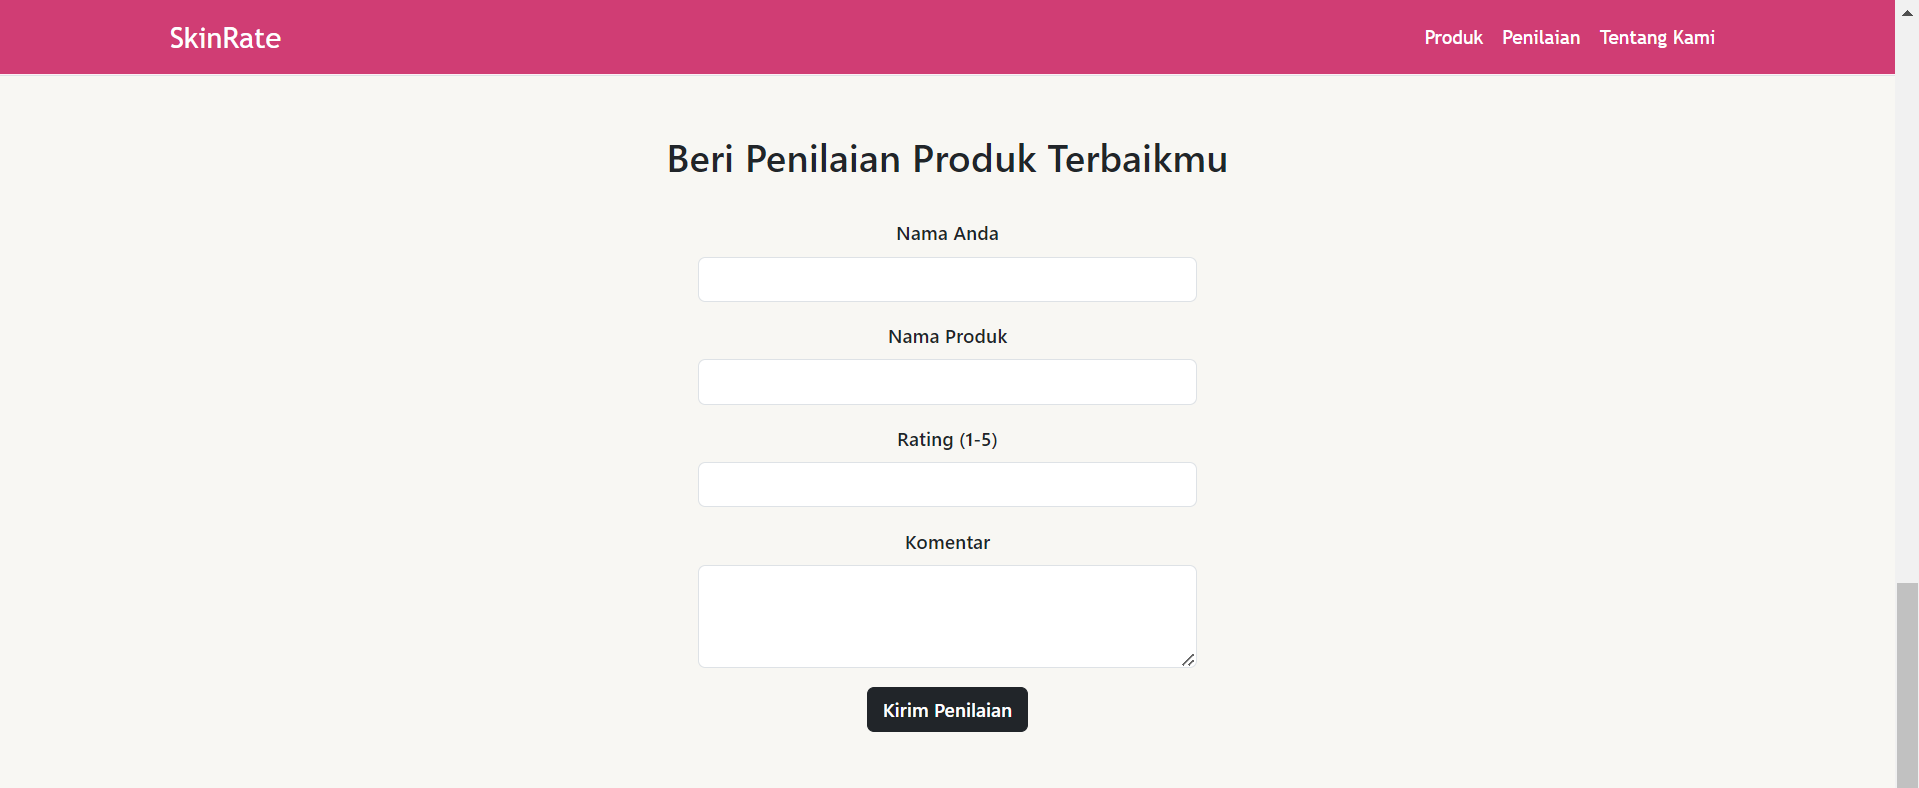 SkinRate
Produk Penilaian Tentang Kami
Beri Penilaian Produk Terbaikmu
Nama Anda
Nama Produk
Rating (1-5)
Komentar
Kirim Penilaian